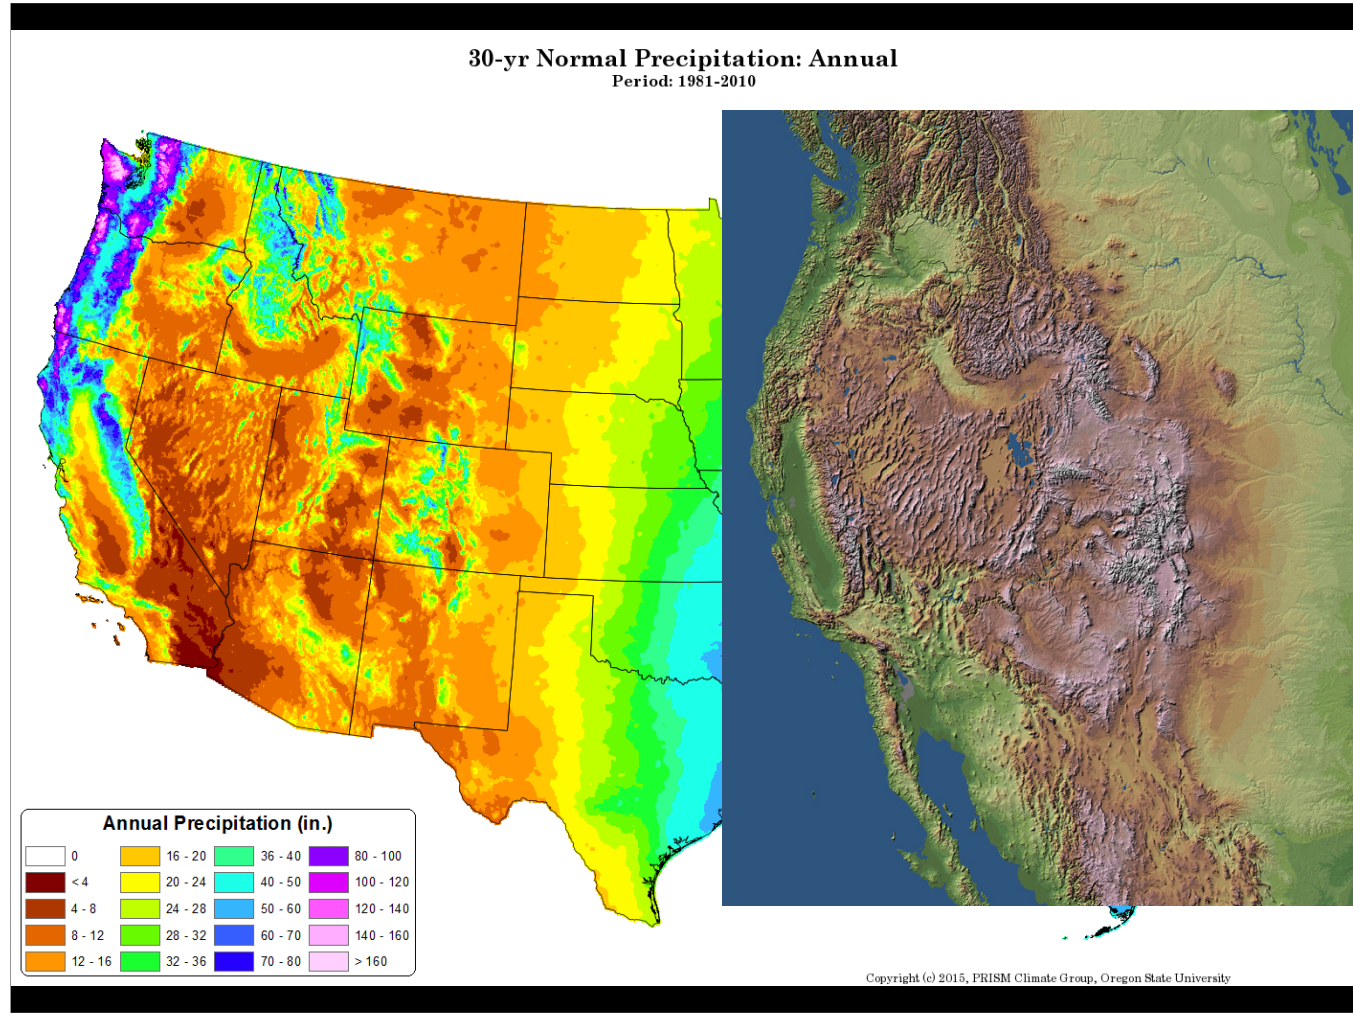 30-yr Normal Precipitation: Annual
Period: 1981-2010
Annual Precipitation (in.)
0
< 4
4 - 8
8 - 12
12 - 16
16 - 20
20 - 24
24 - 28
28 - 32
32 - 36
36 - 40
40 - 50
50 - 60
60 - 70
70 - 80
80 - 100
100 - 120
120 - 140
140 - 160
> 160
Copyright (c) 2015, PRISM Climate Group, Oregon State University